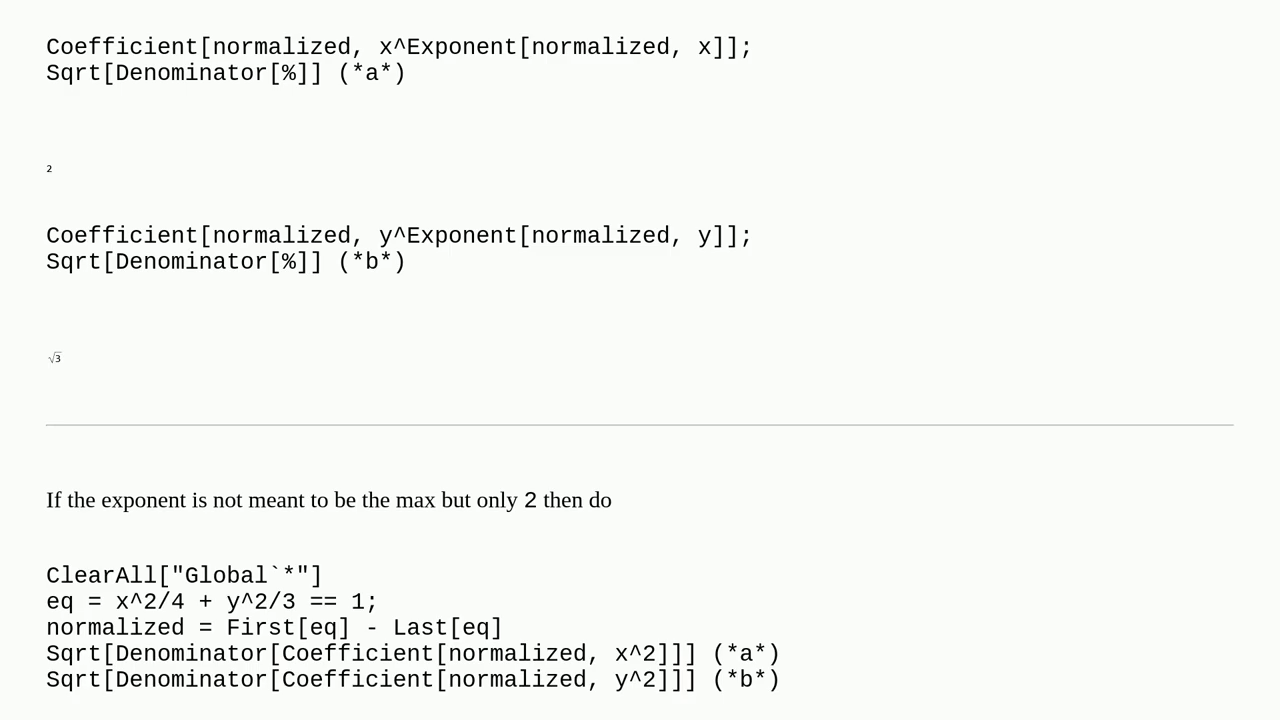 Coefficient[normalized, x^Exponent[normalized, x]];
Sqrt[Denominator[%]] (*a*)
2
Coefficient[normalized, y^Exponent[normalized, y]];
Sqrt[Denominator[%]] (*b*)
√3
If the exponent is not meant to be the max but only 2 then do
ClearAll["Global`*"]
eq = x^2/4 + y^2/3 == 1;
normalized = First[eq] - Last[eq]
Sqrt[Denominator[Coefficient[normalized, x^2]]] (*a*)
Sqrt[Denominator[Coefficient[normalized, y^2]]] (*b*)